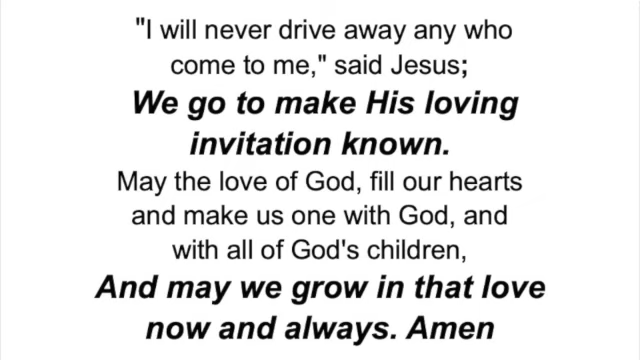 "I will never drive away any who
come to me," said Jesus;
We go to make His loving
invitation known.
May the love of God, fill our hearts
and make us one with God, and
with all of God's children,
And may we grow in that love
now and always. Amen